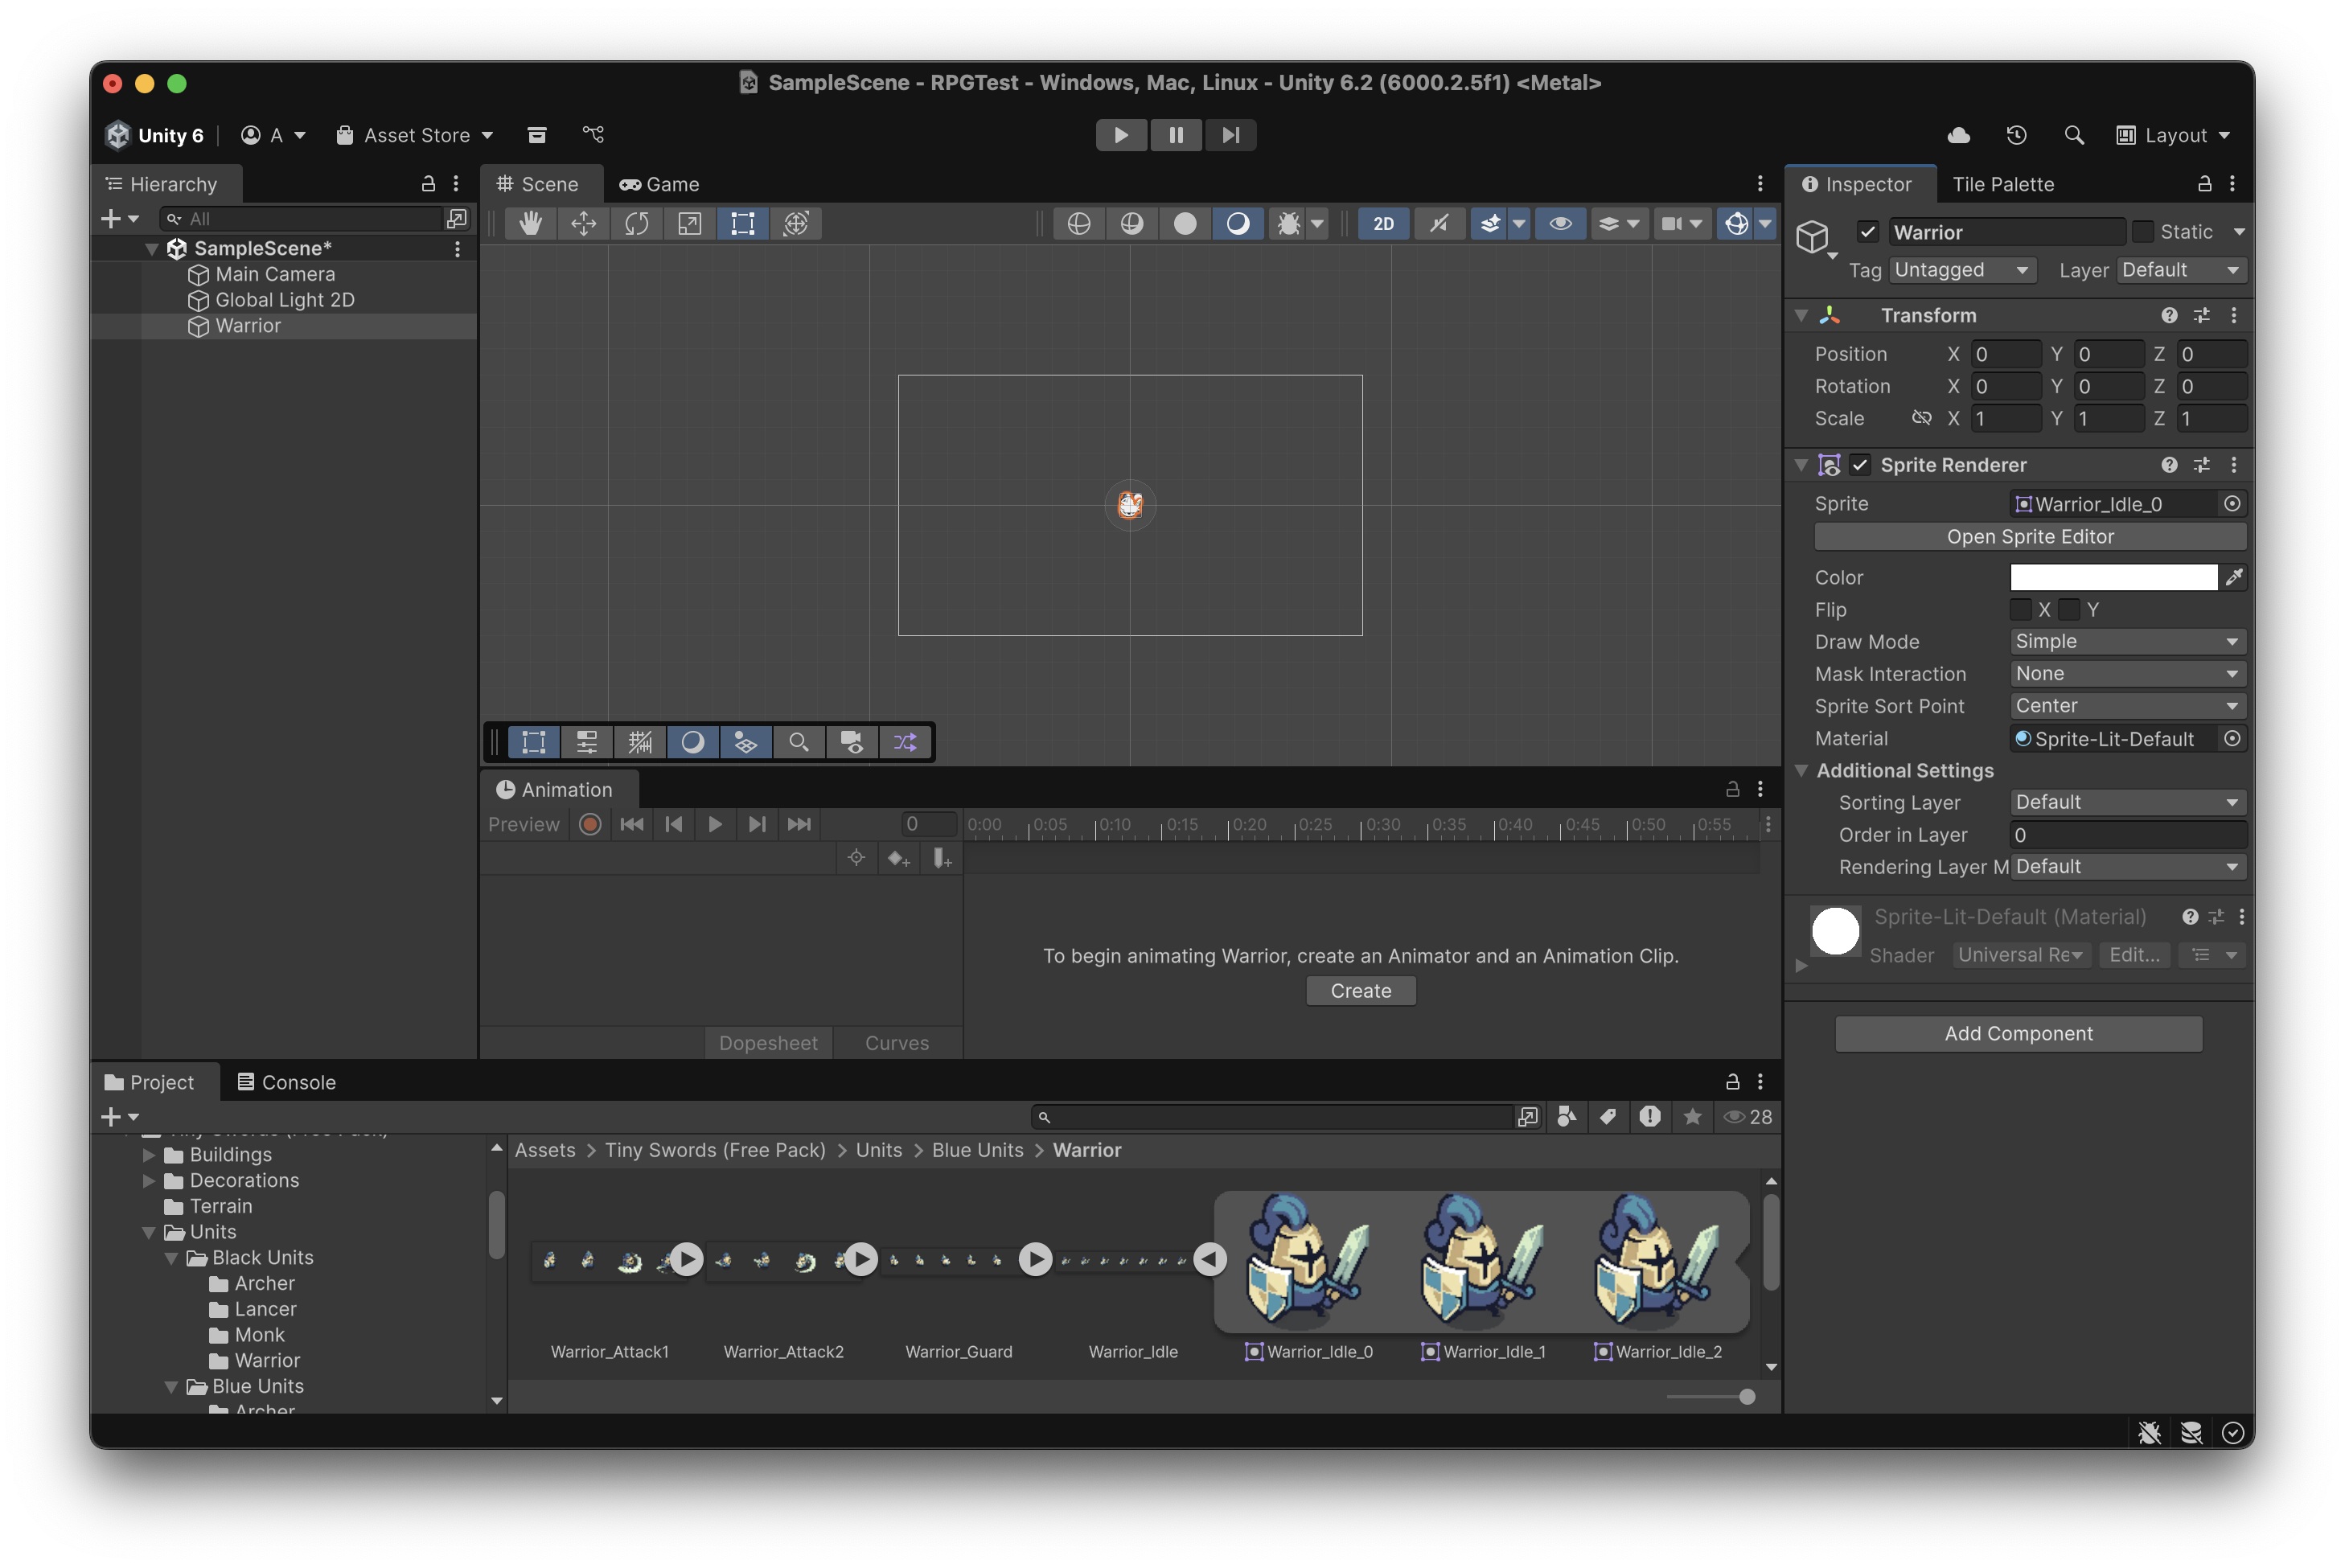 SampleScene - RPGTest - Windows, Mac, Linux - Unity 6.2 (6000.2.5f1) <Metal>
Unity 6 A Asset Store Layout
Hierarchy
All
SampleScene*
Main Camera
Global Light 2D
Warrior
Scene Game
2D
Animation
Preview 0 0:00 0:05 0:10 0:15 0:20 0:25 0:30 0:35 0:40 0:45 0:50 0:55
To begin animating Warrior, create an Animator and an Animation Clip.
Create
Dopesheet Curves
Inspector Tile Palette
Warrior Static
Tag Untagged Layer Default
Transform
Position X 0 Y 0 Z 0
Rotation X 0 Y 0 Z 0
Scale X 1 Y 1 Z 1
Sprite Renderer
Sprite Warrior_Idle_0
Open Sprite Editor
Color
Flip X Y
Draw Mode Simple
Mask Interaction None
Sprite Sort Point Center
Material Sprite-Lit-Default
Additional Settings
Sorting Layer Default
Order in Layer 0
Rendering Layer M Default
Sprite-Lit-Default (Material)
Shader Universal Re Edit...
Add Component
Project Console
28
Tiny Swords (Free Pack)
Buildings
Decorations
Terrain
Units
Black Units
Archer
Lancer
Monk
Warrior
Blue Units
Archer
Assets > Tiny Swords (Free Pack) > Units > Blue Units > Warrior
Warrior_Attack1 Warrior_Attack2 Warrior_Guard Warrior_Idle Warrior_Idle_0 Warrior_Idle_1 Warrior_Idle_2